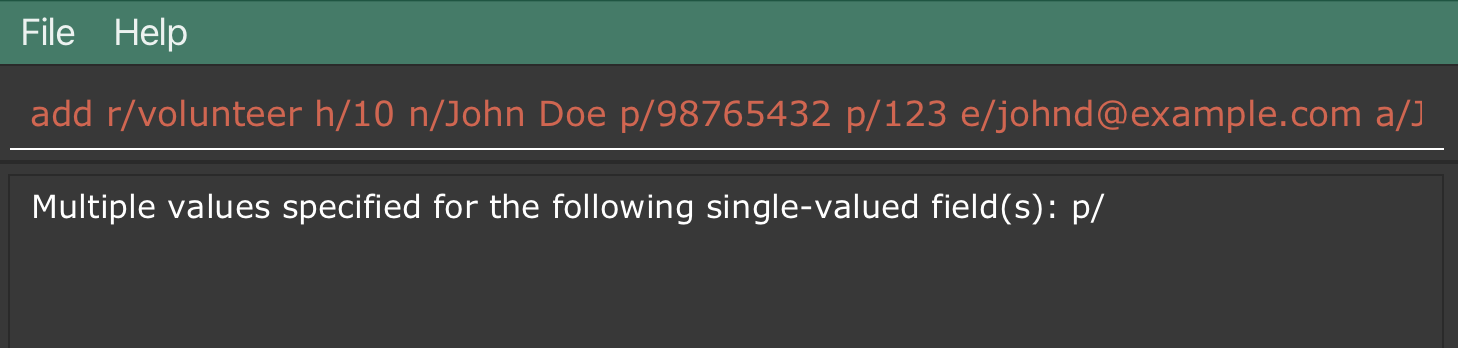 File Help
add r/volunteer h/10 n/John Doe p/98765432 p/123 e/johnd@example.com a/J
Multiple values specified for the following single-valued field(s): p/